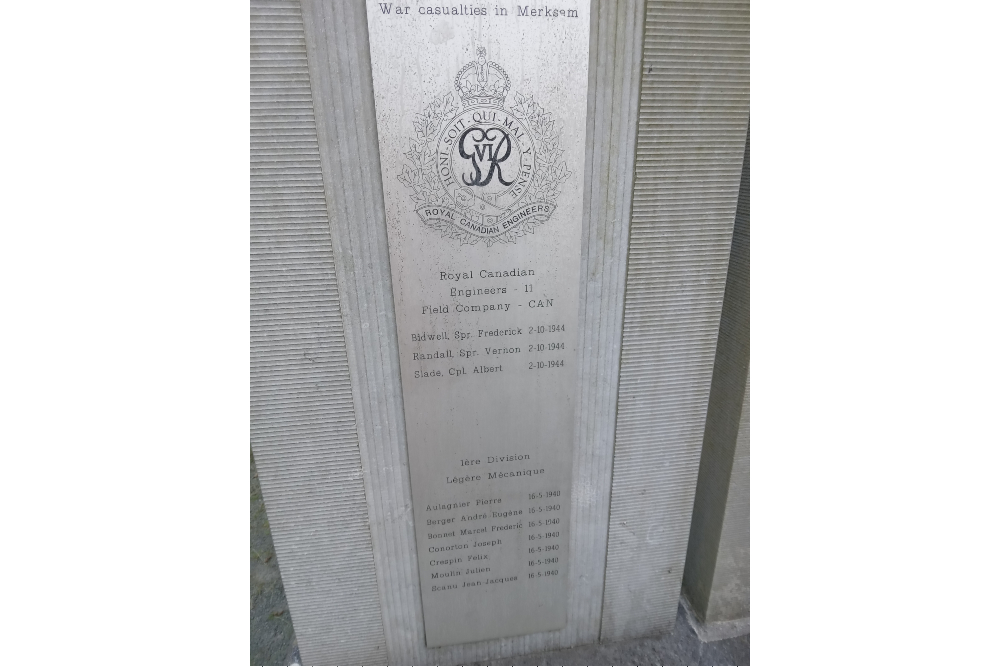 War casualties in Merksem
HONI · SOIT · QUI · MAL · Y · PENSE
G VI R
ROYAL CANADIAN ENGINEERS
Royal Canadian
Engineers - 11
Field Company - CAN
Bidwell, Spr. Frederick 2-10-1944
Randall, Spr. Vernon 2-10-1944
Slade, Cpl. Albert 2-10-1944
1ère Division
Légère Mécanique
Aulagnier Pierre 16-5-1940
Berger André Eugène 16-5-1940
Bonnet Marcel Frédéric 16-5-1940
Conorton Joseph 16-5-1940
Crespin Félix 16-5-1940
Moulin Julien 16-5-1940
Scanu Jean Jacques 16-5-1940